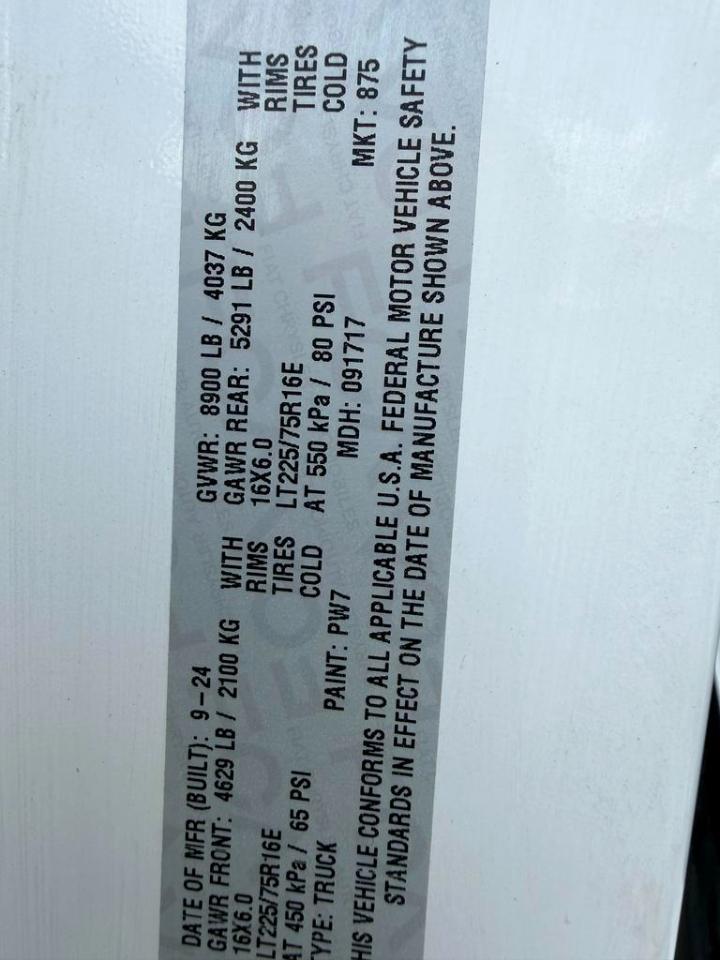 DATE OF MFR (BUILT): 9-24 GVWR: 8900 LB / 4037 KG
GAWR FRONT: 4629 LB / 2100 KG WITH GAWR REAR: 5291 LB / 2400 KG WITH
16X6.0 RIMS 16X6.0 RIMS
LT225/75R16E TIRES LT225/75R16E TIRES
AT 450 kPa / 65 PSI COLD AT 550 kPa / 80 PSI COLD
YPE: TRUCK PAINT: PW7 MDH: 091717 MKT: 875
HIS VEHICLE CONFORMS TO ALL APPLICABLE U.S.A. FEDERAL MOTOR VEHICLE SAFETY
STANDARDS IN EFFECT ON THE DATE OF MANUFACTURE SHOWN ABOVE.